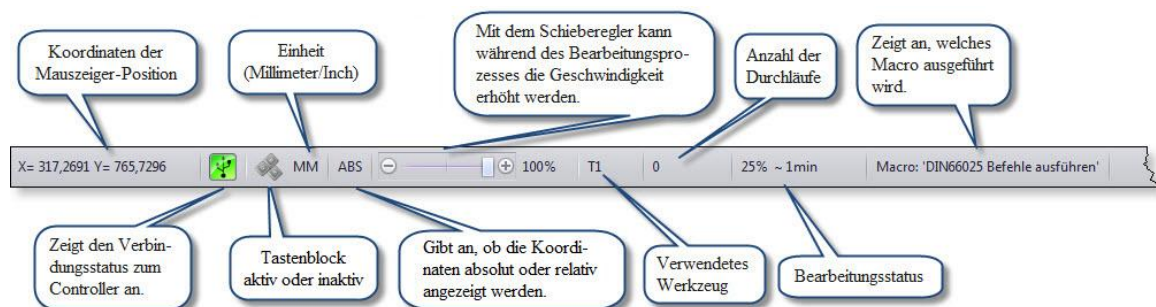 Koordinaten der
Mauszeiger-Position
Einheit
(Millimeter/Inch)
Mit dem Schieberegler kann
während des Bearbeitungspro-
zesses die Geschwindigkeit
erhöht werden.
Anzahl der
Durchläufe
Zeigt an, welches
Macro ausgeführt
wird.
X= 317,2691 Y= 765,7296 MM ABS 100% T1 0 25% ~ 1min Macro: 'DIN66025 Befehle ausführen'
Zeigt den Verbin-
dungsstatus zum
Controller an.
Tastenblock
aktiv oder inaktiv
Gibt an, ob die Koordi-
naten absolut oder relativ
angezeigt werden.
Verwendetes
Werkzeug
Bearbeitungsstatus